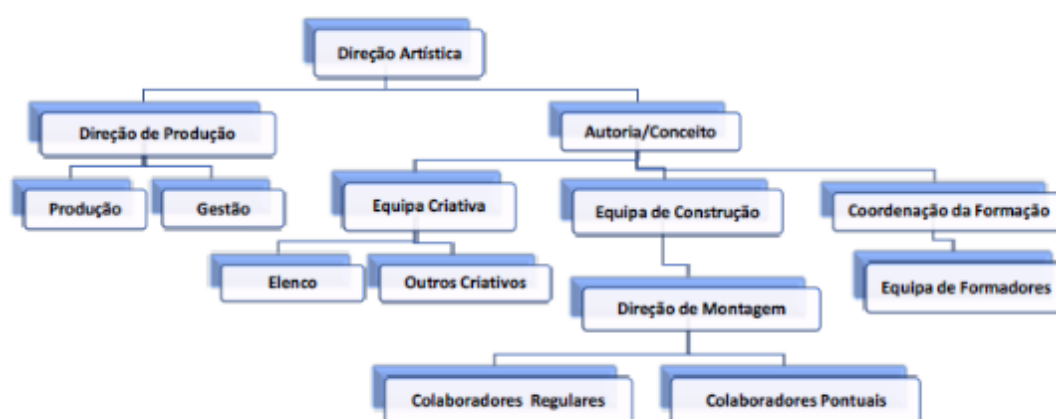 Direção Artística
Direção de Produção
Autoria/Conceito
Produção
Gestão
Equipa Criativa
Equipa de Construção
Coordenação da Formação
Elenco
Outros Criativos
Equipa de Formadores
Direção de Montagem
Colaboradores Regulares
Colaboradores Pontuais